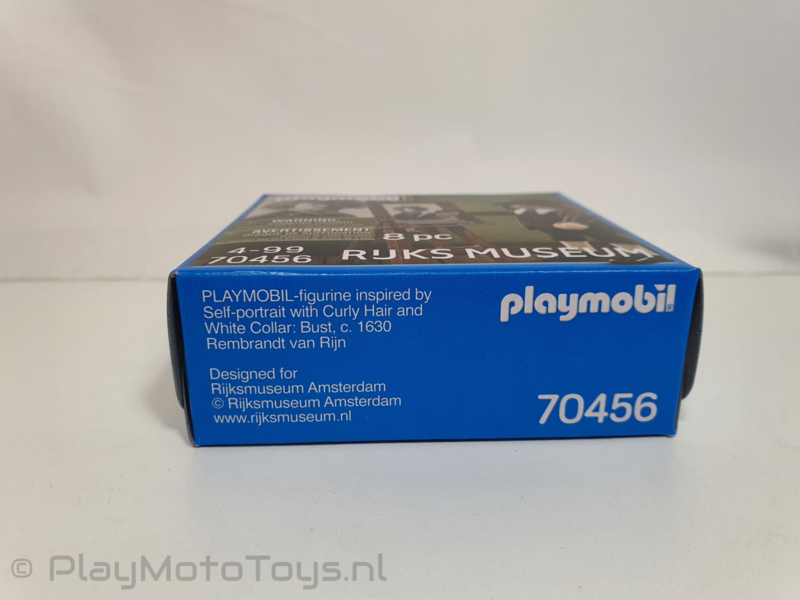 playmobil
WARNING:
AVERTISSEMENT
8 pc
4-99
70456
RIJKS MUSEUM
PLAYMOBIL-figurine inspired by
Self-portrait with Curly Hair and
White Collar: Bust, c. 1630
Rembrandt van Rijn
playmobil
Designed for
Rijksmuseum Amsterdam
© Rijksmuseum Amsterdam
www.rijksmuseum.nl
70456
© PlayMotoToys.nl